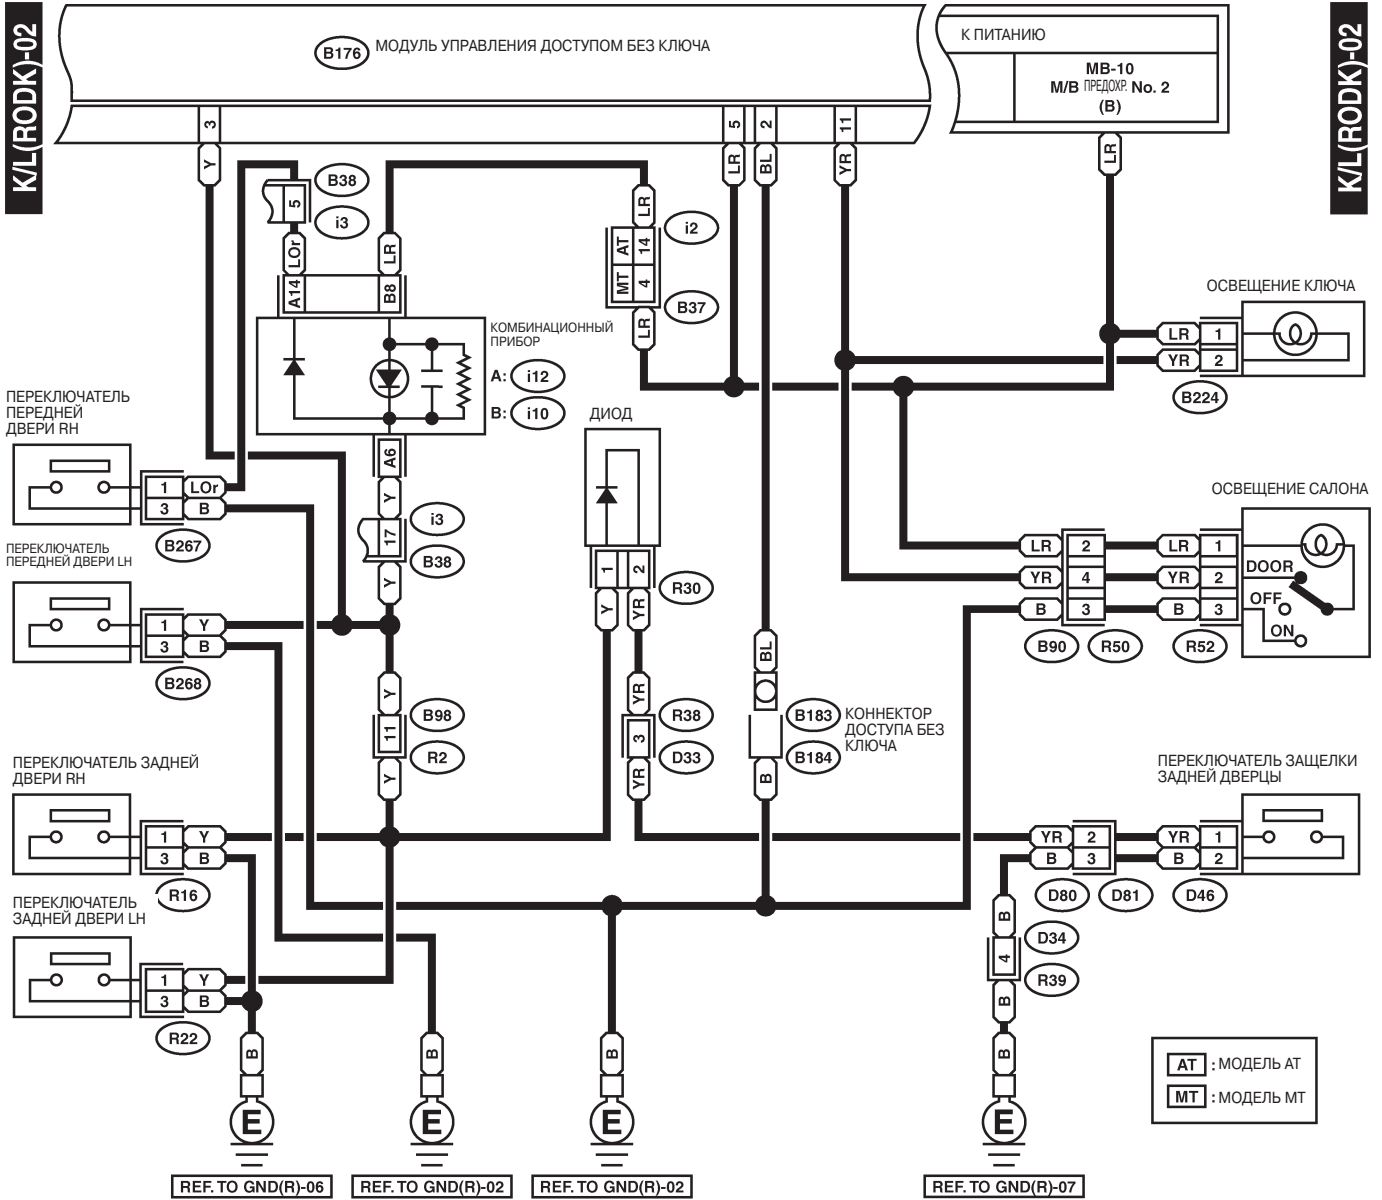 K/L(RODK)-02
K/L(RODK)-02
B176 МОДУЛЬ УПРАВЛЕНИЯ ДОСТУПОМ БЕЗ КЛЮЧА
К ПИТАНИЮ
MB-10
M/B ПРЕДОХР. No. 2
(B)
3 5 2 11
Y LR BL YR LR
B38
5
i3
LOr LR
A14 B8
LR
i2
AT 14
MT 4
B37
LR
КОМБИНАЦИОННЫЙ
ПРИБОР
A: i12
B: i10
A6
Y
i3
17
B38
Y
ОСВЕЩЕНИЕ КЛЮЧА
LR 1
YR 2
B224
ПЕРЕКЛЮЧАТЕЛЬ
ПЕРЕДНЕЙ
ДВЕРИ RH
1 LOr
3 B
B267
ДИОД
1 2
R30
Y YR
ОСВЕЩЕНИЕ САЛОНА
LR 2 LR 1
YR 4 YR 2
B 3 B 3
DOOR
OFF
ON
B90 R50 R52
ПЕРЕКЛЮЧАТЕЛЬ
ПЕРЕДНЕЙ ДВЕРИ LH
1 Y
3 B
B268
Y
B98
11
R2
Y
YR
R38
3
D33
YR
BL
B183 КОННЕКТОР
ДОСТУПА БЕЗ
КЛЮЧА
B184
B
ПЕРЕКЛЮЧАТЕЛЬ ЗАДНЕЙ
ДВЕРИ RH
1 Y
3 B
R16
ПЕРЕКЛЮЧАТЕЛЬ ЗАЩЕЛКИ
ЗАДНЕЙ ДВЕРЦЫ
YR 2 YR 1
B 3 B 2
D80 D81 D46
B
D34
4
R39
B
ПЕРЕКЛЮЧАТЕЛЬ
ЗАДНЕЙ ДВЕРИ LH
1 Y
3 B
R22
B B B B
E E E E
REF. TO GND(R)-06
REF. TO GND(R)-02
REF. TO GND(R)-02
REF. TO GND(R)-07
AT : МОДЕЛЬ AT
MT : МОДЕЛЬ MT